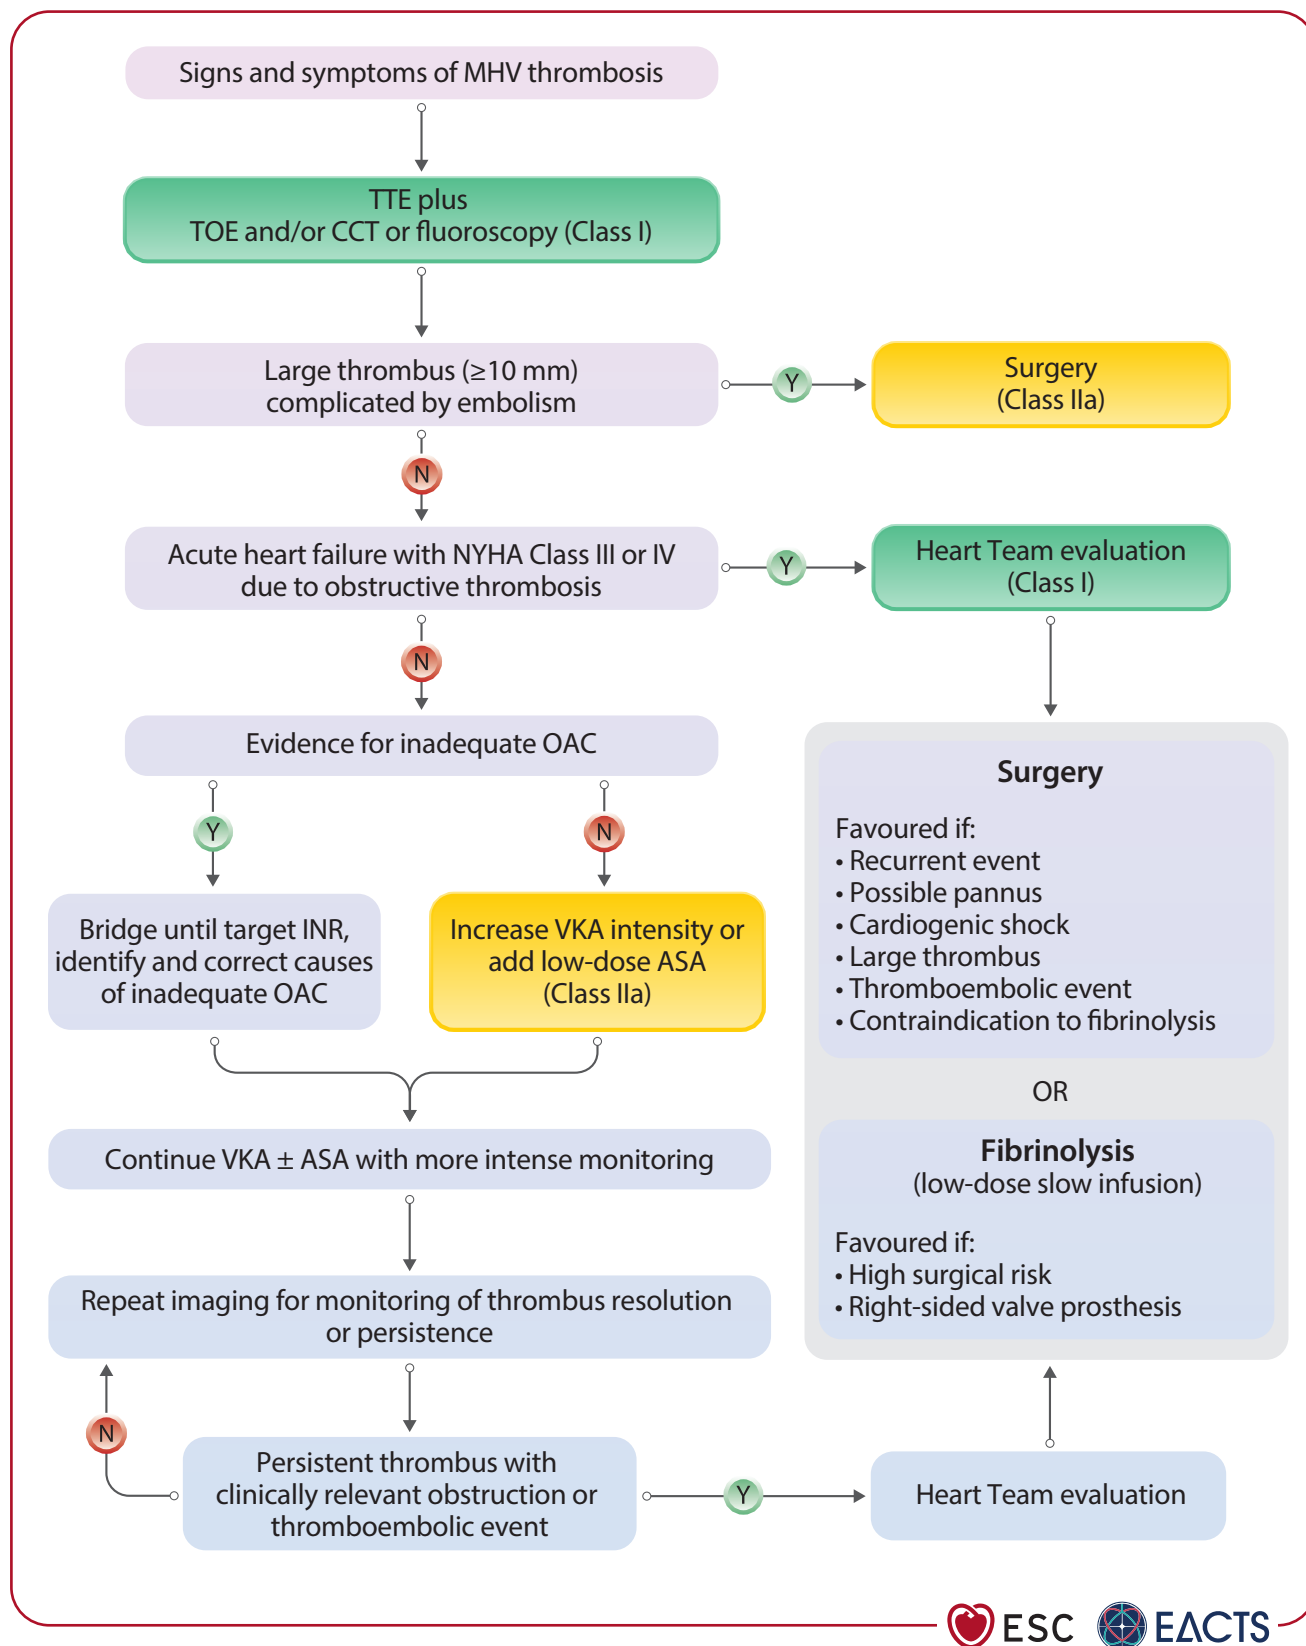 Signs and symptoms of MHV thrombosis
TTE plus
TOE and/or CCT or fluoroscopy (Class I)
Large thrombus (≥10 mm)
complicated by embolism
Y
Surgery
(Class IIa)
N
Acute heart failure with NYHA Class III or IV
due to obstructive thrombosis
Y
Heart Team evaluation
(Class I)
N
Evidence for inadequate OAC
Y
N
Bridge until target INR,
identify and correct causes
of inadequate OAC
Increase VKA intensity or
add low-dose ASA
(Class IIa)
Surgery
Favoured if:
• Recurrent event
• Possible pannus
• Cardiogenic shock
• Large thrombus
• Thromboembolic event
• Contraindication to fibrinolysis
OR
Fibrinolysis
(low-dose slow infusion)
Favoured if:
• High surgical risk
• Right-sided valve prosthesis
Continue VKA ± ASA with more intense monitoring
Repeat imaging for monitoring of thrombus resolution
or persistence
N
Persistent thrombus with
clinically relevant obstruction or
thromboembolic event
Y
Heart Team evaluation
ESC
EACTS